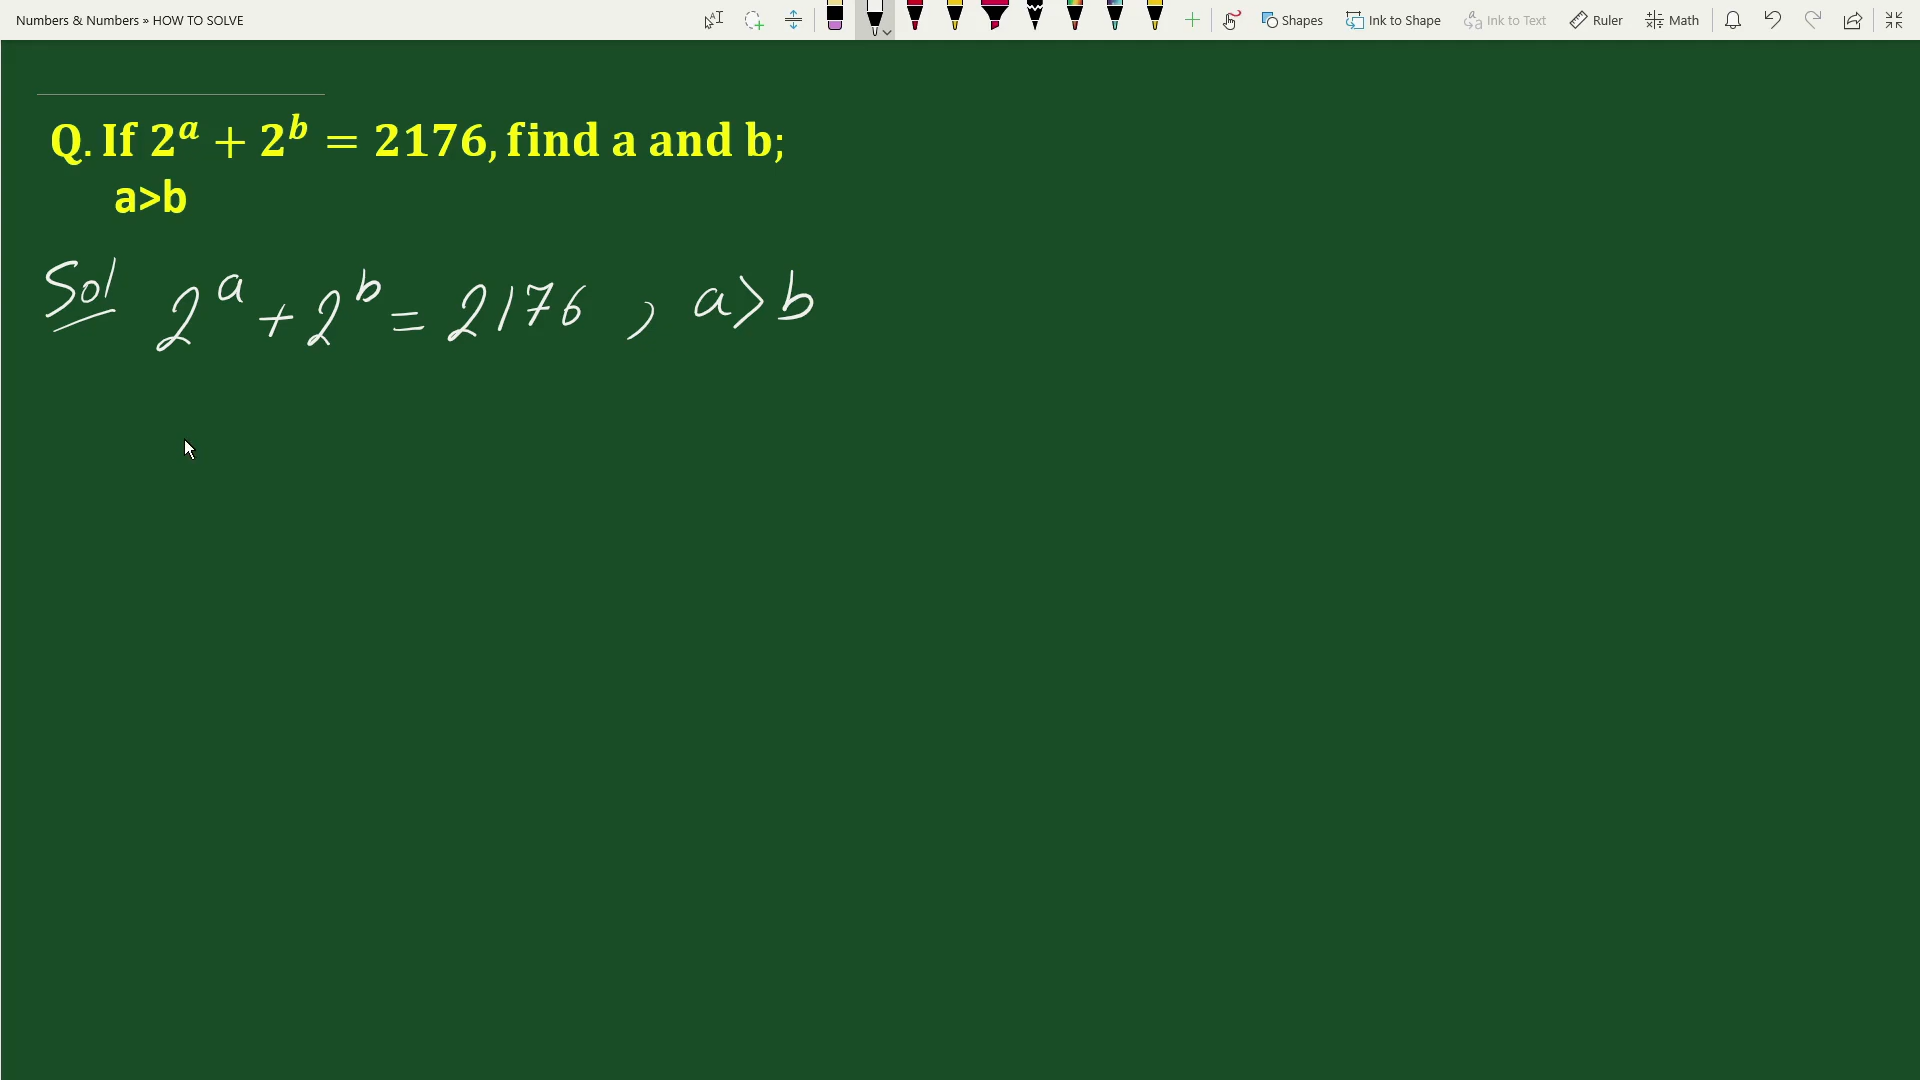 Numbers & Numbers » HOW TO SOLVE
Shapes Ink to Shape Ink to Text Ruler Math
Q. If 2^a + 2^b = 2176, find a and b;
a>b
Sol 2^a + 2^b = 2176 , a > b